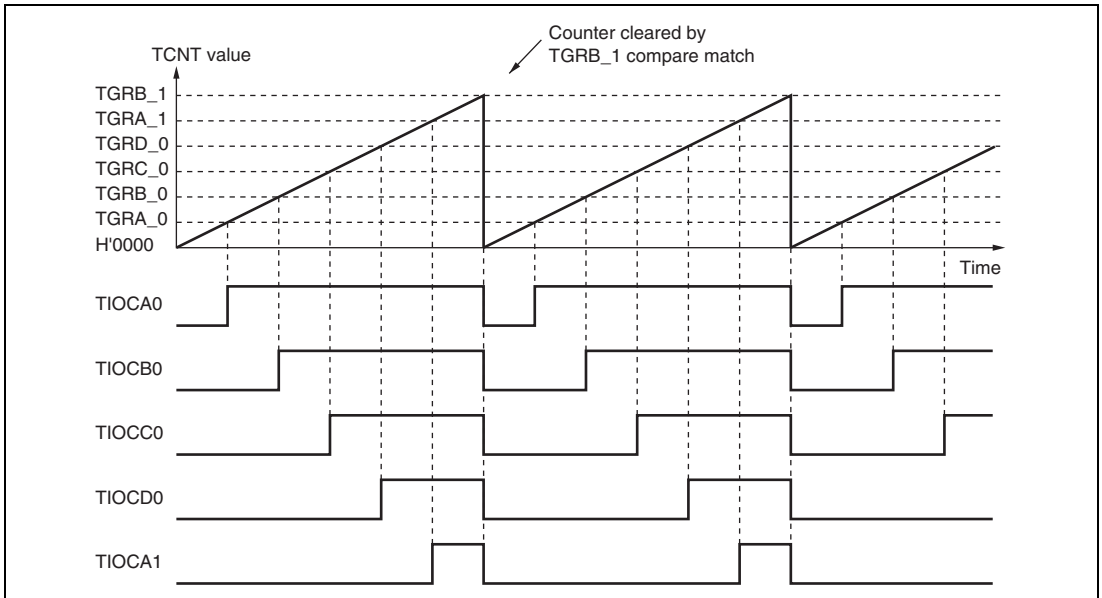 Counter cleared by
TGRB_1 compare match
TCNT value
TGRB_1
TGRA_1
TGRD_0
TGRC_0
TGRB_0
TGRA_0
H'0000
Time
TIOCA0
TIOCB0
TIOCC0
TIOCD0
TIOCA1